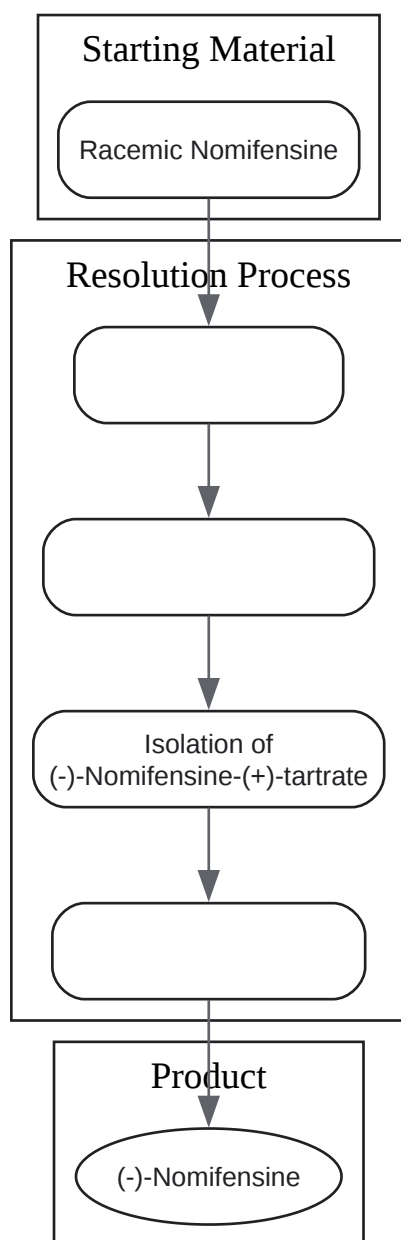 Starting Material
Racemic Nomifensine
Resolution Process
Isolation of
(-)-Nomifensine-(+)-tartrate
Product
(-)-Nomifensine